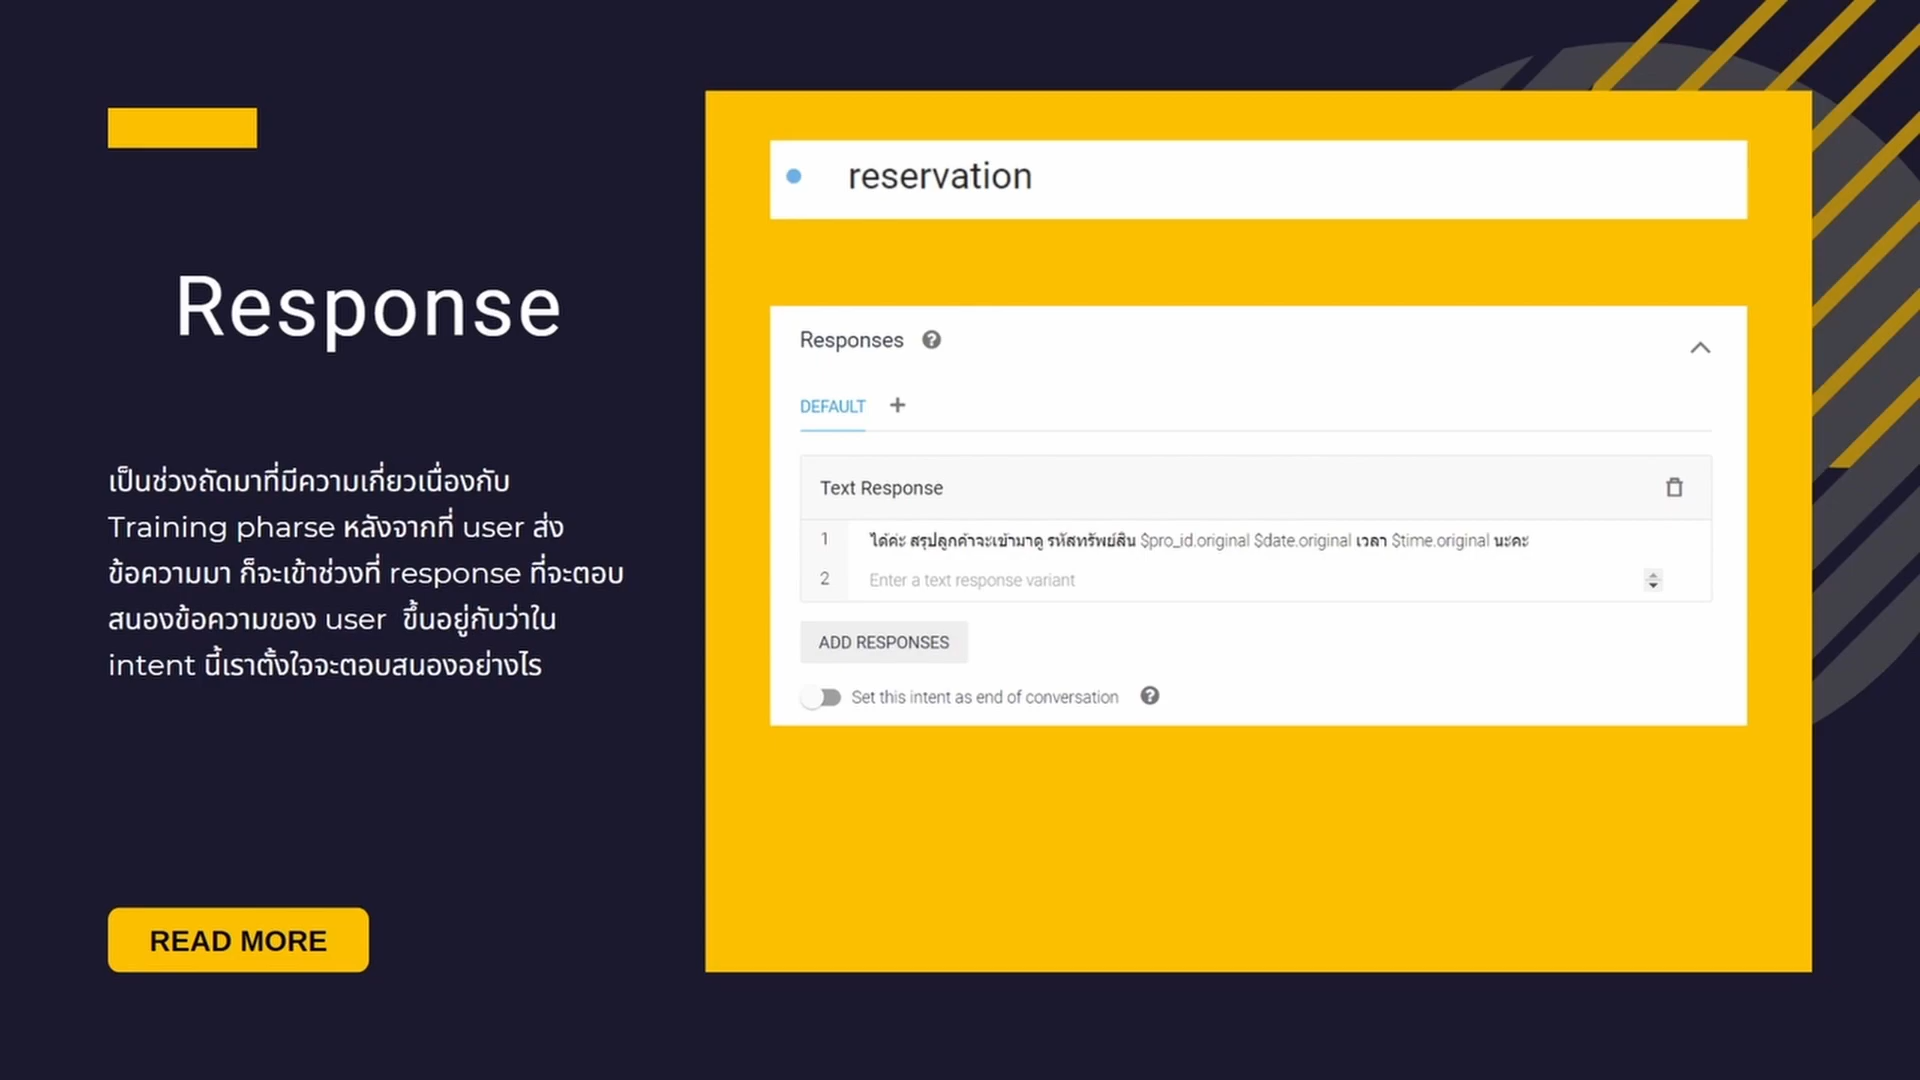 Response
เป็นช่วงถัดมาที่มีความเกี่ยวเนื่องกับ
Training pharse หลังจากที่ user ส่ง
ข้อความมา ก็จะเข้าช่วงที่ response ที่จะตอบ
สนองข้อความของ user ขึ้นอยู่กับว่าใน
intent นี้เราตั้งใจจะตอบสนองอย่างไร
READ MORE
reservation
Responses
DEFAULT +
Text Response
1 ได้ค่ะ สรุปลูกค้าจะเข้ามาดู รหัสทรัพย์สิน $pro_id.original $date.original เวลา $time.original นะคะ
2 Enter a text response variant
ADD RESPONSES
Set this intent as end of conversation